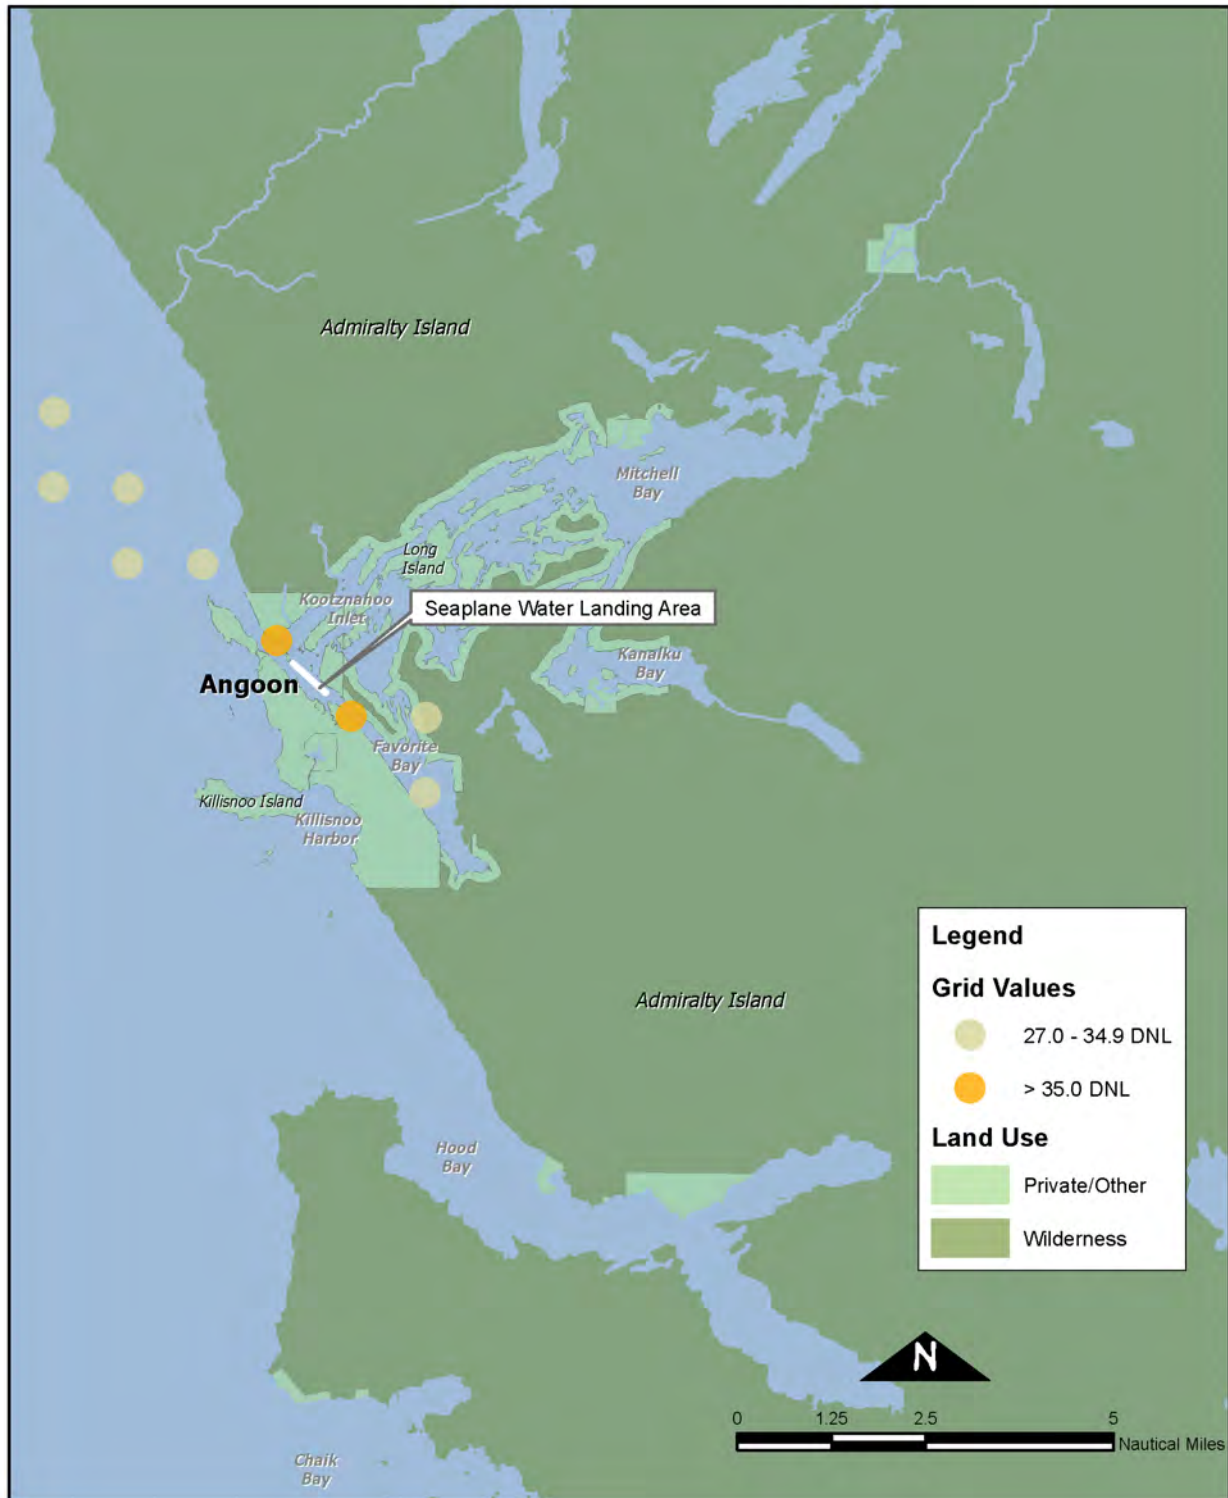 Admiralty Island
Mitchell
Bay
Long
Island
Kootznahoo
Inlet
Seaplane Water Landing Area
Kanalku
Bay
Angoon
Favorite
Bay
Killisnoo Island
Killisnoo
Harbor
Legend
Grid Values
27.0 - 34.9 DNL
> 35.0 DNL
Land Use
Private/Other
Wilderness
Admiralty Island
Hood
Bay
N
0 1.25 2.5 5
Nautical Miles
Chaik
Bay